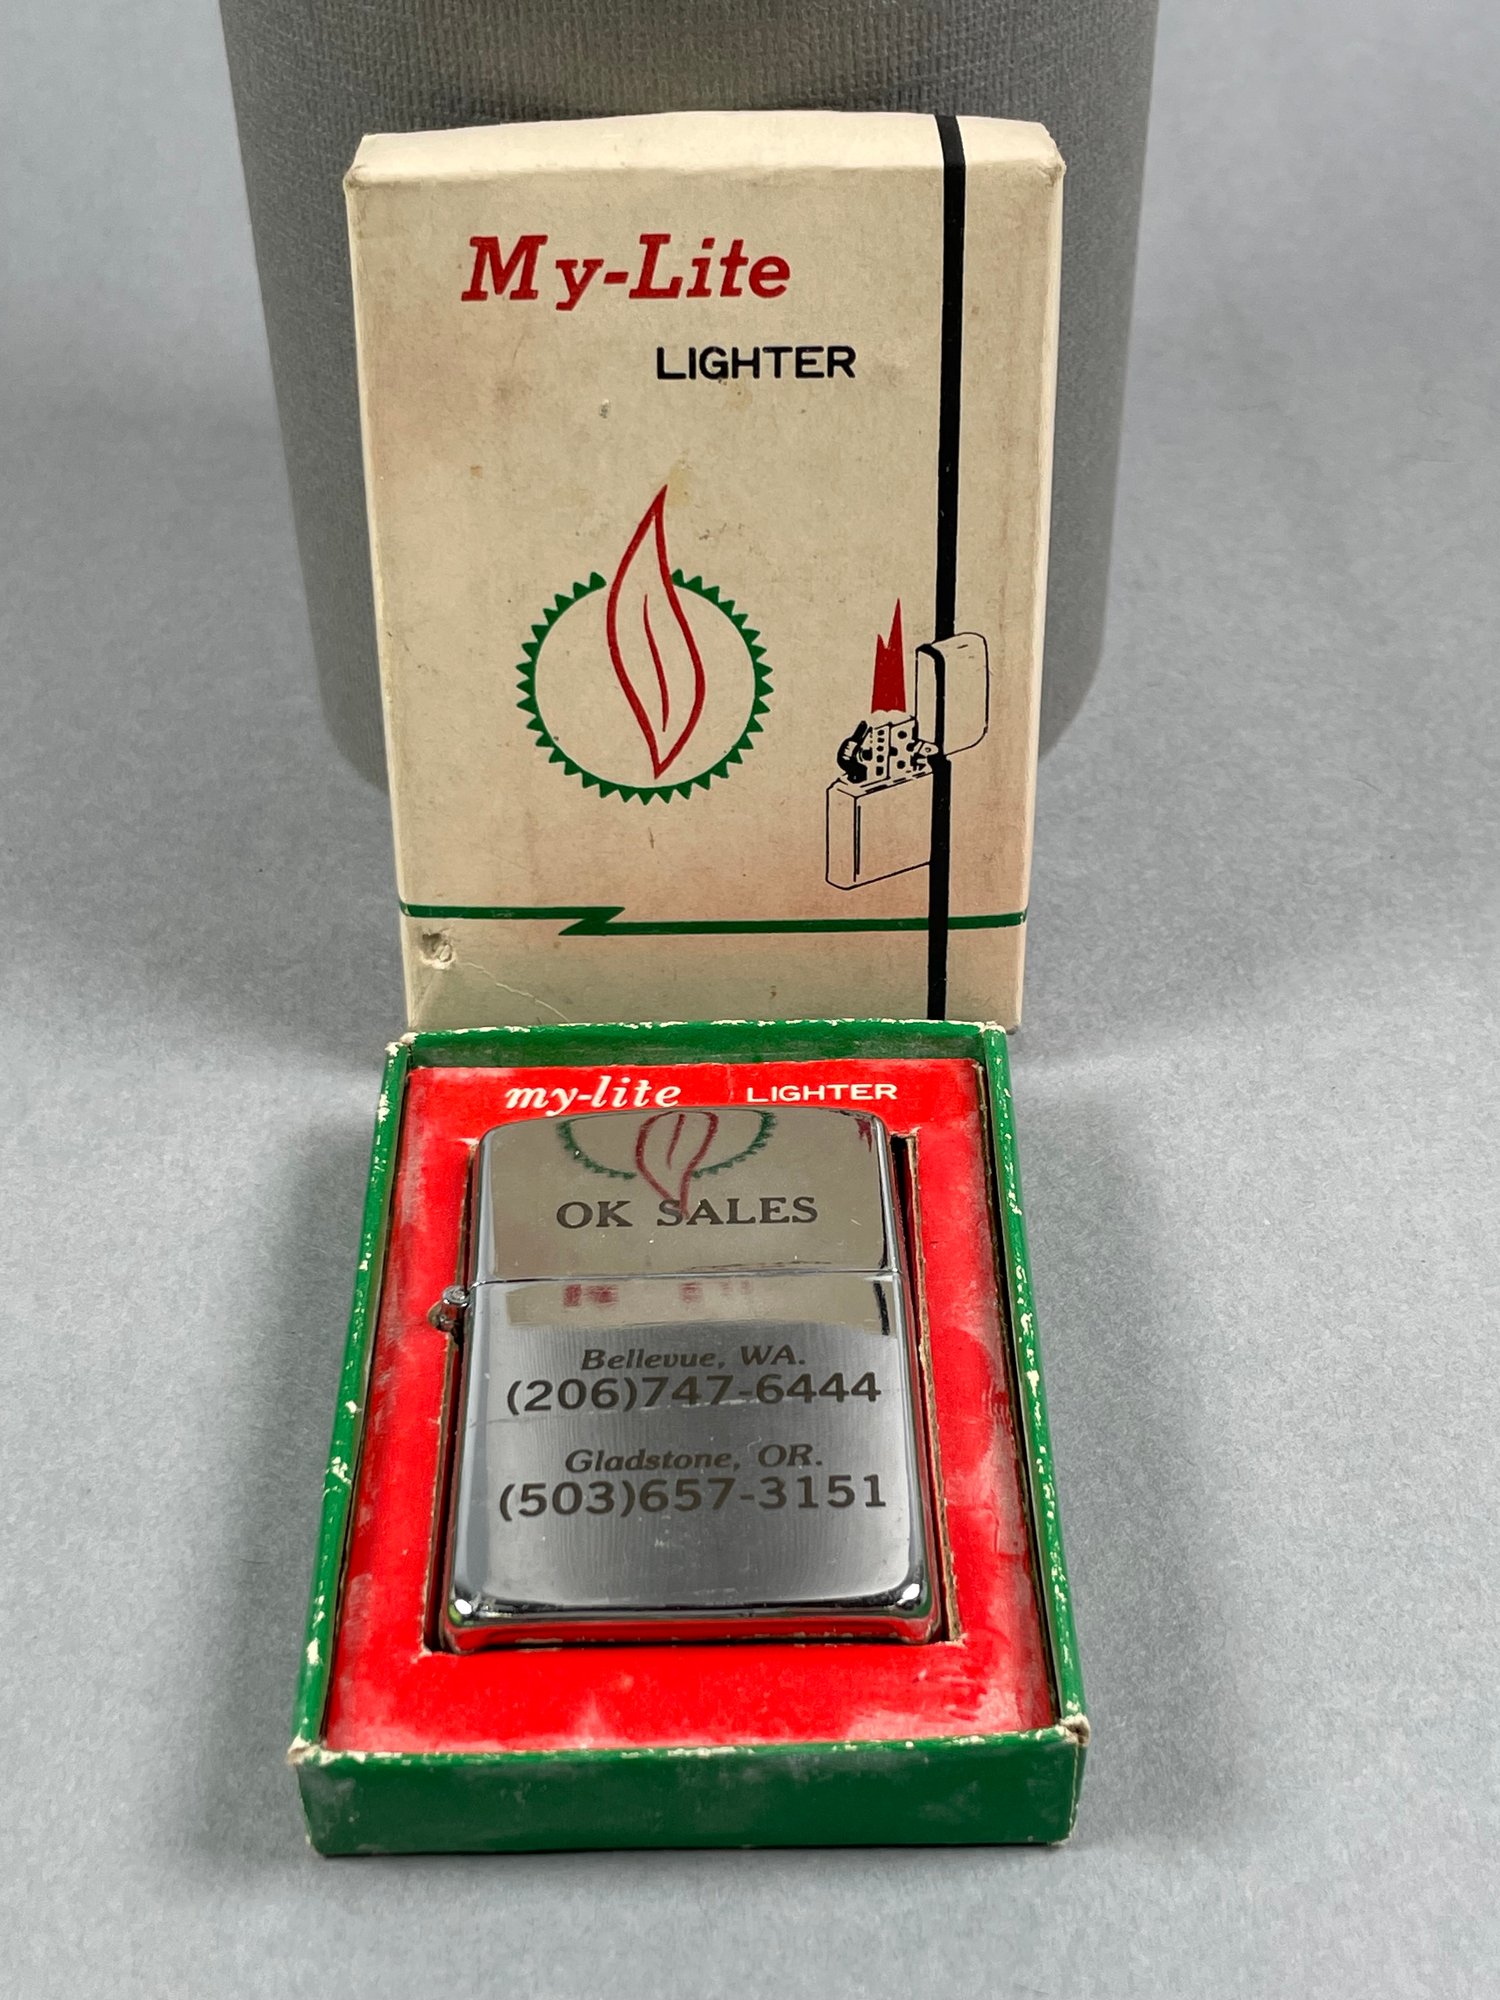 My-Lite
LIGHTER
my-lite LIGHTER
OK SALES
Bellevue, WA.
(206)747-6444
Gladstone, OR.
(503)657-3151